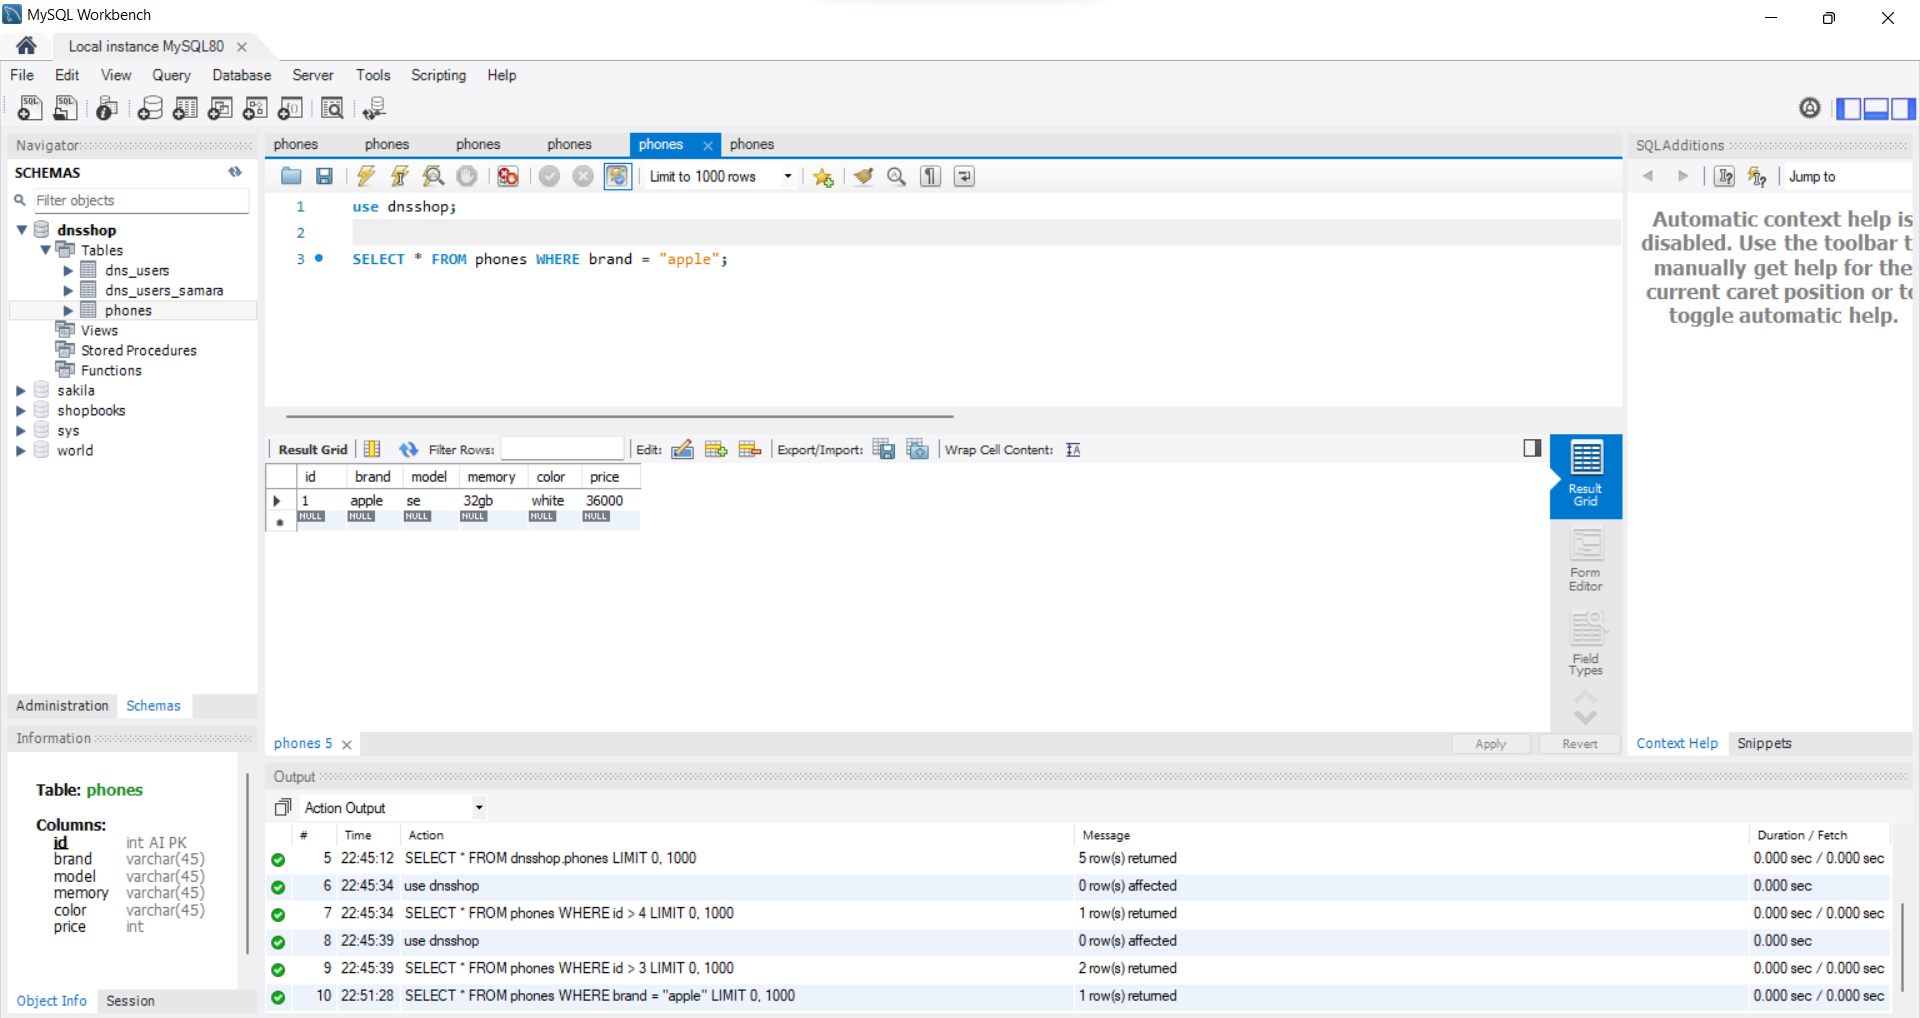 MySQL Workbench
Local instance MySQL80
File Edit View Query Database Server Tools Scripting Help
Navigator
SCHEMAS
Filter objects
dnsshop
Tables
dns_users
dns_users_samara
phones
Views
Stored Procedures
Functions
sakila
shopbooks
sys
world
Administration Schemas
Information
Table: phones
Columns:
id int AI PK
brand varchar(45)
model varchar(45)
memory varchar(45)
color varchar(45)
price int
Object Info Session
phones phones phones phones phones phones
Limit to 1000 rows
1 use dnsshop;
2
3 SELECT * FROM phones WHERE brand = "apple";
Result Grid Filter Rows: Edit: Export/Import: Wrap Cell Content:
id brand model memory color price
1 apple se 32gb white 36000
NULL NULL NULL NULL NULL NULL
Result Grid
Form Editor
Field Types
phones 5
Apply Revert
Output
Action Output
# Time Action Message Duration / Fetch
5 22:45:12 SELECT * FROM dnsshop.phones LIMIT 0, 1000 5 row(s) returned 0.000 sec / 0.000 sec
6 22:45:34 use dnsshop 0 row(s) affected 0.000 sec
7 22:45:34 SELECT * FROM phones WHERE id > 4 LIMIT 0, 1000 1 row(s) returned 0.000 sec / 0.000 sec
8 22:45:39 use dnsshop 0 row(s) affected 0.000 sec
9 22:45:39 SELECT * FROM phones WHERE id > 3 LIMIT 0, 1000 2 row(s) returned 0.000 sec / 0.000 sec
10 22:51:28 SELECT * FROM phones WHERE brand = "apple" LIMIT 0, 1000 1 row(s) returned 0.000 sec / 0.000 sec
SQLAdditions
Jump to
Automatic context help is
disabled. Use the toolbar t
manually get help for the
current caret position or to
toggle automatic help.
Context Help Snippets